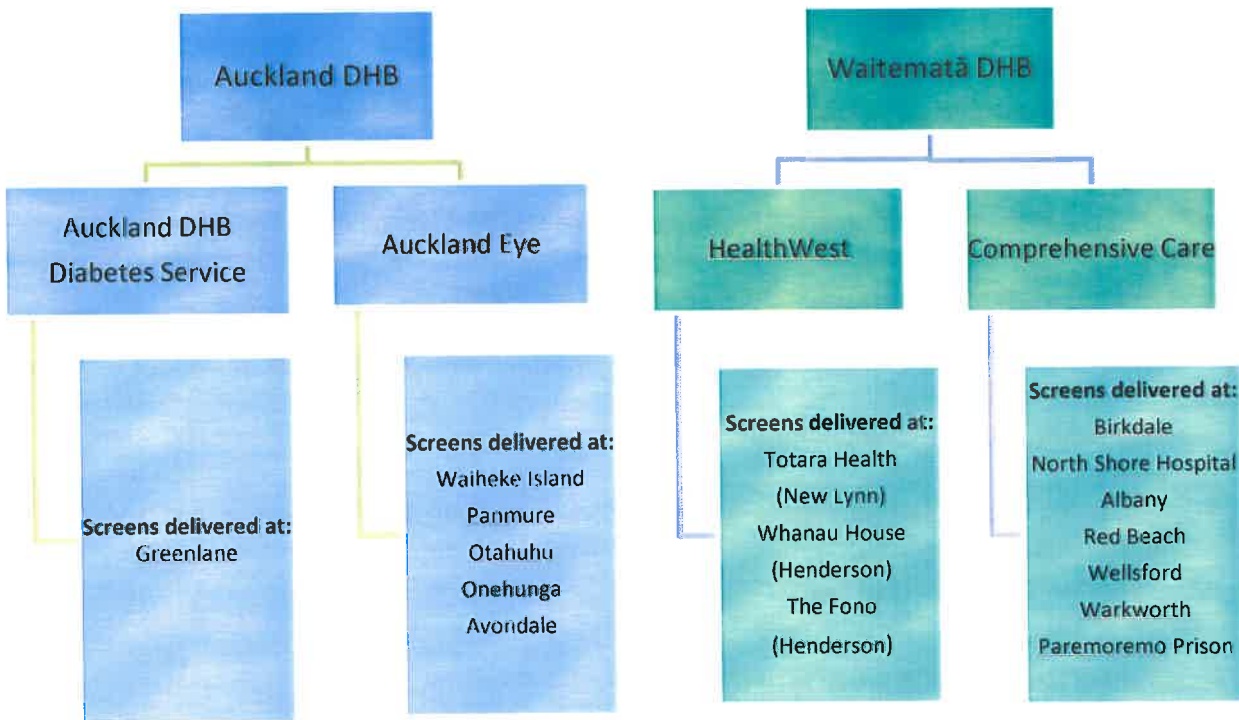 Auckland DHB
Auckland DHB
Diabetes Service
Screens delivered at:
Greenlane
Auckland Eye
Screens delivered at:
Waiheke Island
Panmure
Otahuhu
Onehunga
Avondale
Waitematā DHB
HealthWest
Screens delivered at:
Totara Health
(New Lynn)
Whanau House
(Henderson)
The Fono
(Henderson)
Comprehensive Care
Screens delivered at:
Birkdale
North Shore Hospital
Albany
Red Beach
Wellsford
Warkworth
Paremoremo Prison